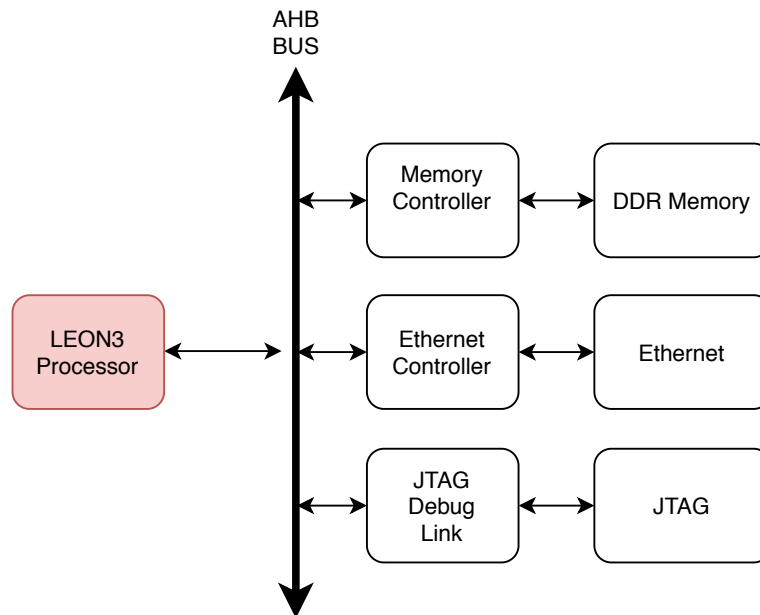 AHB
BUS
Memory
Controller
DDR Memory
LEON3
Processor
Ethernet
Controller
Ethernet
JTAG
Debug
Link
JTAG